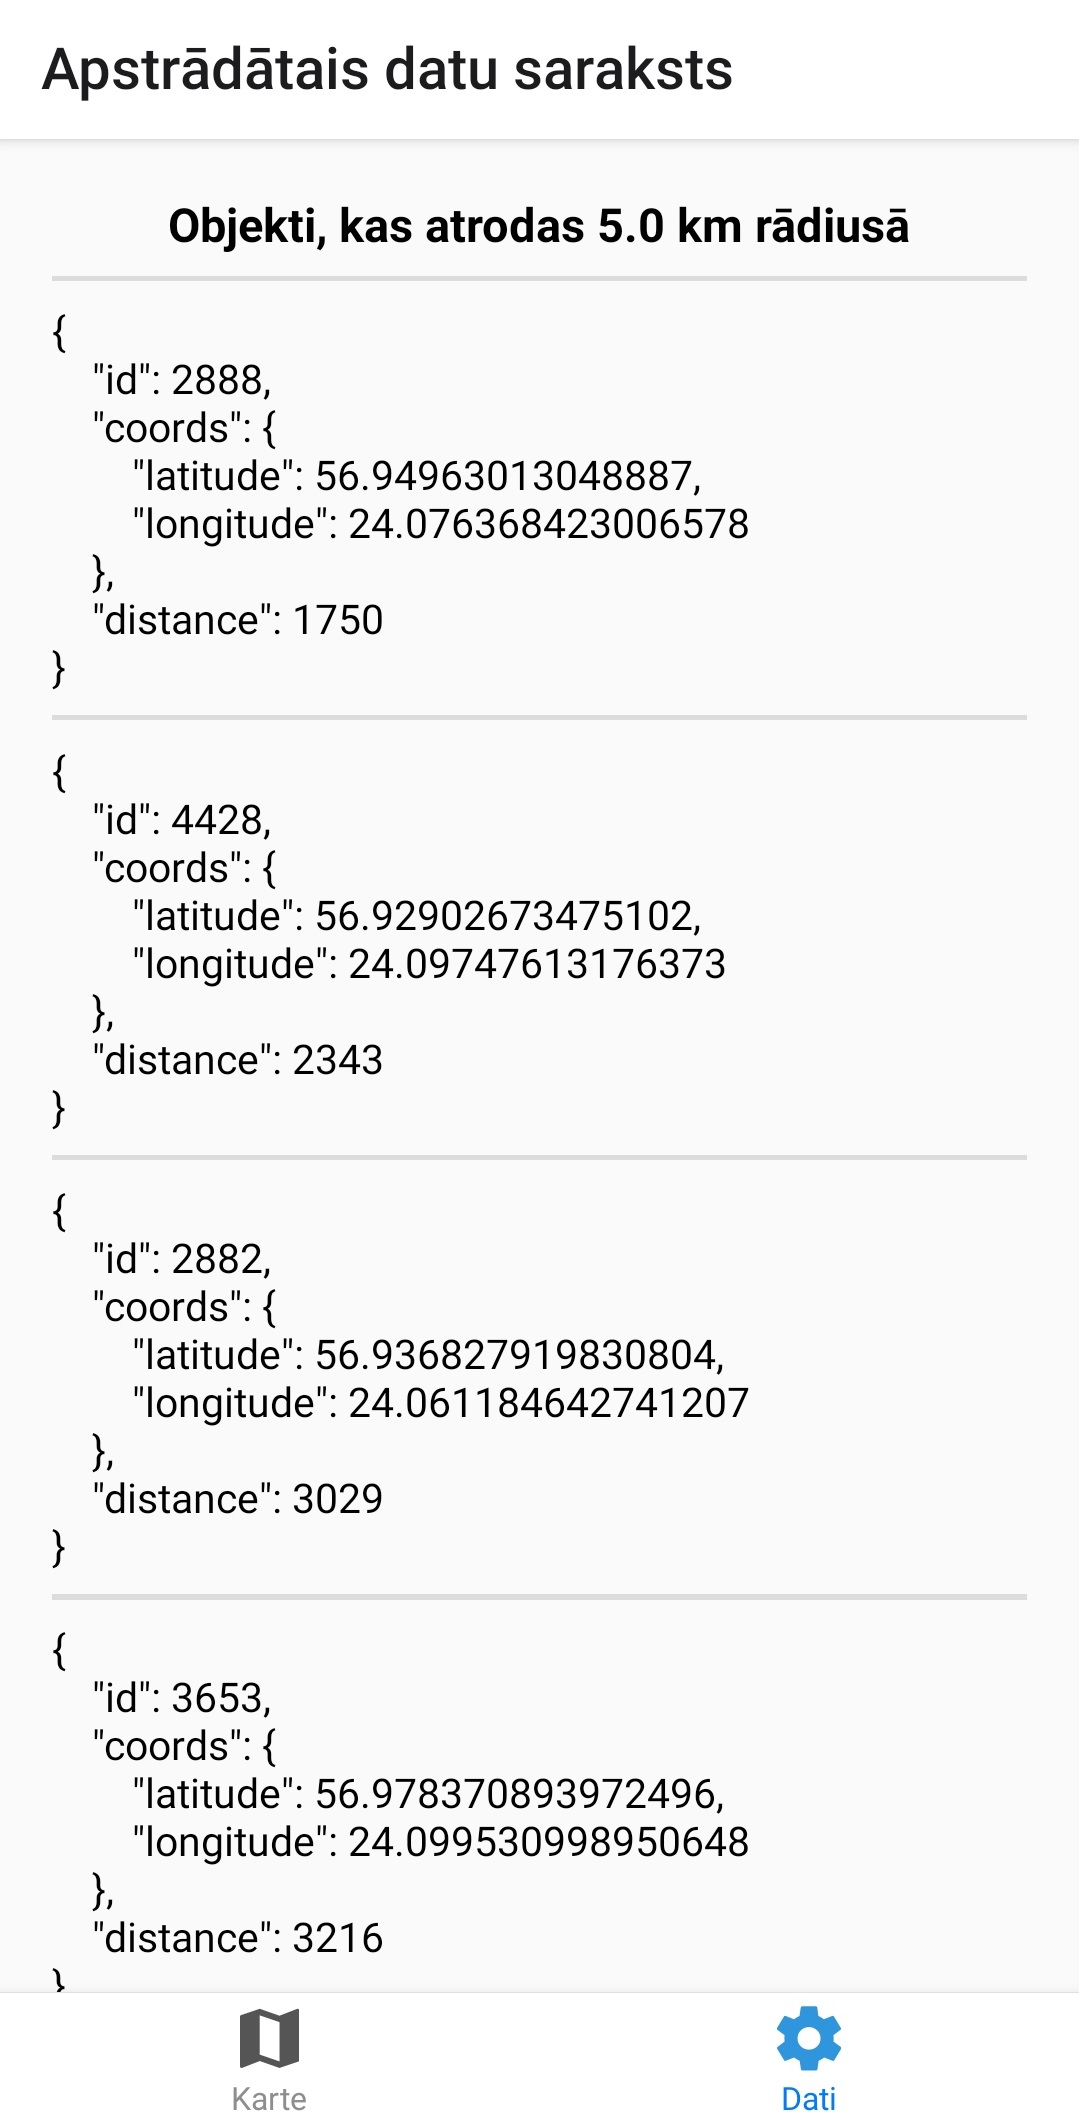 Apstrādātais datu saraksts
Objekti, kas atrodas 5.0 km rādiusā
{
"id": 2888,
"coords": {
"latitude": 56.94963013048887,
"longitude": 24.076368423006578
},
"distance": 1750
}
{
"id": 4428,
"coords": {
"latitude": 56.92902673475102,
"longitude": 24.09747613176373
},
"distance": 2343
}
{
"id": 2882,
"coords": {
"latitude": 56.936827919830804,
"longitude": 24.061184642741207
},
"distance": 3029
}
{
"id": 3653,
"coords": {
"latitude": 56.978370893972496,
"longitude": 24.099530998950648
},
"distance": 3216
}
Karte
Dati